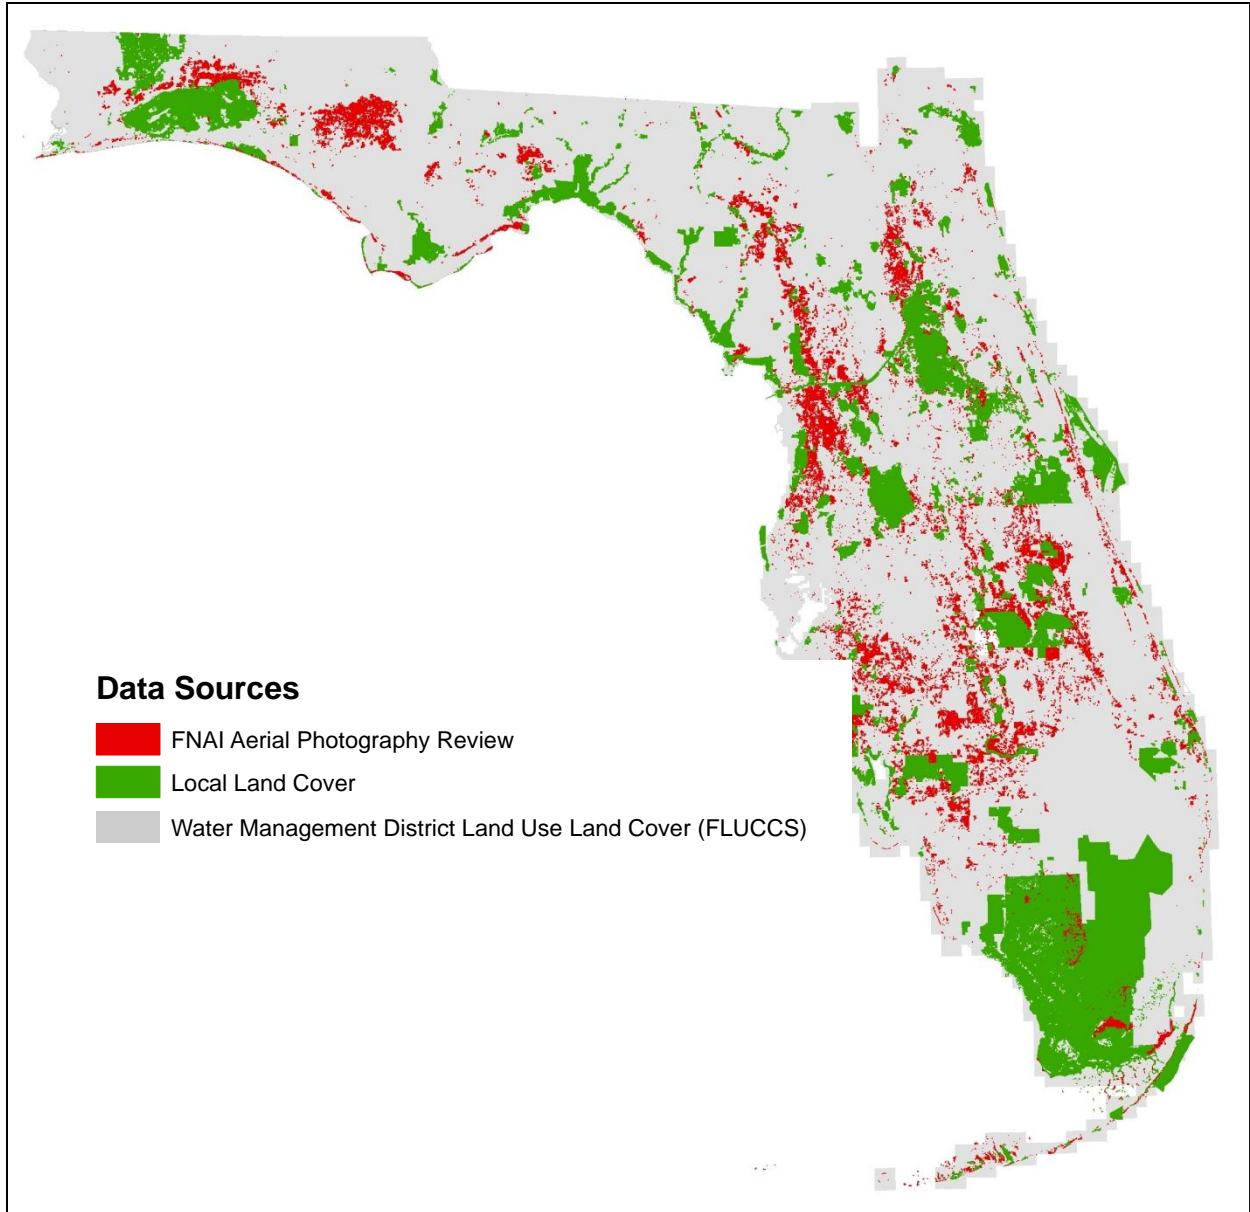 Data Sources
FNAI Aerial Photography Review
Local Land Cover
Water Management District Land Use Land Cover (FLUCCS)